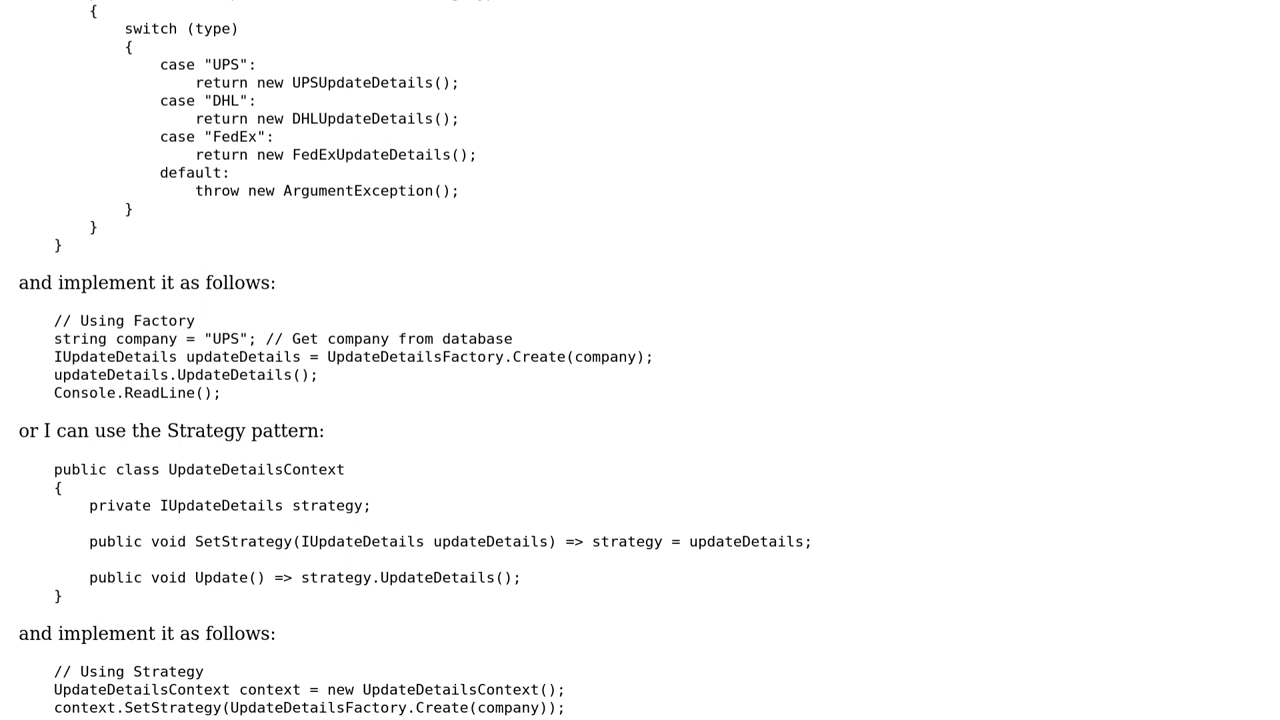 {
switch (type)
{
case "UPS":
return new UPSUpdateDetails();
case "DHL":
return new DHLUpdateDetails();
case "FedEx":
return new FedExUpdateDetails();
default:
throw new ArgumentException();
}
}
}
and implement it as follows:
// Using Factory
string company = "UPS"; // Get company from database
IUpdateDetails updateDetails = UpdateDetailsFactory.Create(company);
updateDetails.UpdateDetails();
Console.ReadLine();
or I can use the Strategy pattern:
public class UpdateDetailsContext
{
private IUpdateDetails strategy;
public void SetStrategy(IUpdateDetails updateDetails) => strategy = updateDetails;
public void Update() => strategy.UpdateDetails();
}
and implement it as follows:
// Using Strategy
UpdateDetailsContext context = new UpdateDetailsContext();
context.SetStrategy(UpdateDetailsFactory.Create(company));